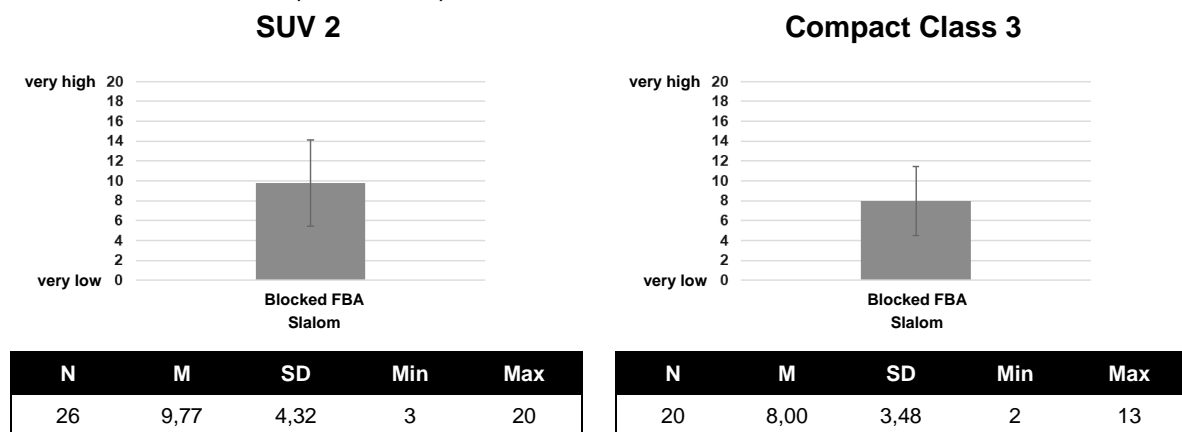 SUV 2
very high 20
18
16
14
12
10
8
6
4
2
very low 0
Blocked FBA
Slalom
N M SD Min Max
26 9,77 4,32 3 20
Compact Class 3
very high 20
18
16
14
12
10
8
6
4
2
very low 0
Blocked FBA
Slalom
N M SD Min Max
20 8,00 3,48 2 13